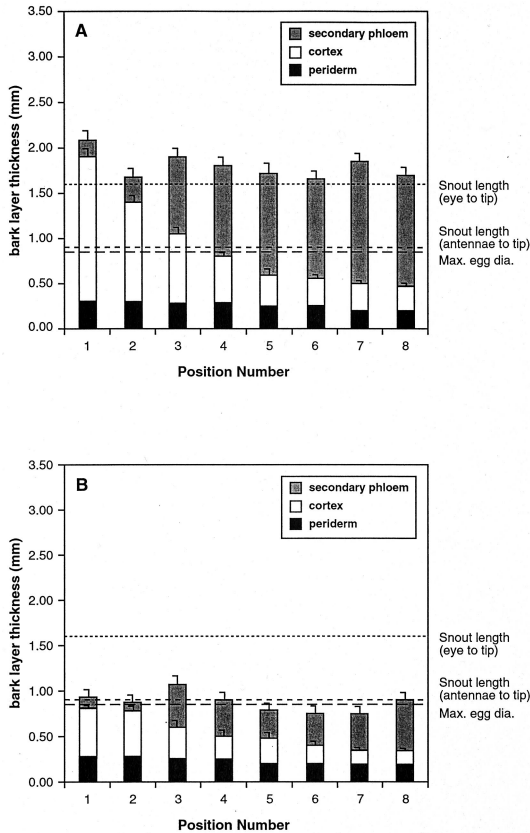 3.50
A
secondary phloem
cortex
periderm
3.00
2.50
2.00
1.50
1.00
0.50
0.00
bark layer thickness (mm)
Snout length
(eye to tip)
Snout length
(antennae to tip)
Max. egg dia.
1 2 3 4 5 6 7 8
Position Number
3.50
B
secondary phloem
cortex
periderm
3.00
2.50
2.00
1.50
1.00
0.50
0.00
bark layer thickness (mm)
Snout length
(eye to tip)
Snout length
(antennae to tip)
Max. egg dia.
1 2 3 4 5 6 7 8
Position Number